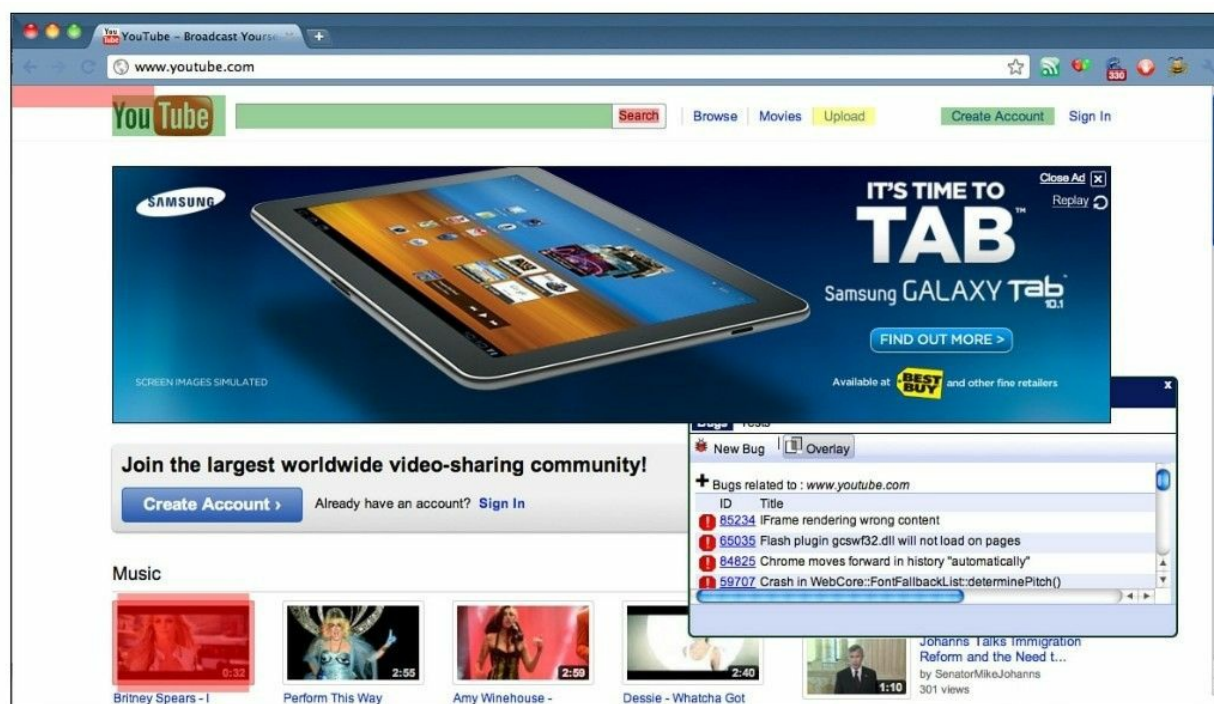 You Tube YouTube - Broadcast Yourse
www.youtube.com
330
You Tube
Search
Browse Movies Upload
Create Account Sign In
SAMSUNG
SCREEN IMAGES SIMULATED
IT'S TIME TO
TAB™
Samsung GALAXY Tab
10.1
FIND OUT MORE >
Available at BEST BUY and other fine retailers
Close Ad X
Replay
x
Bugs Tests
New Bug Overlay
Bugs related to : www.youtube.com
ID Title
85234 IFrame rendering wrong content
65035 Flash plugin gcswf32.dll will not load on pages
84825 Chrome moves forward in history "automatically"
59707 Crash in WebCore::FontFallbackList::determinePitch()
Join the largest worldwide video-sharing community!
Create Account ›
Already have an account? Sign In
Music
0:32
2:55
2:59
2:40
1:10
Britney Spears - I
Perform This Way
Amy Winehouse -
Dessie - Whatcha Got
Johanns Talks Immigration
Reform and the Need t...
by SenatorMikeJohanns
301 views